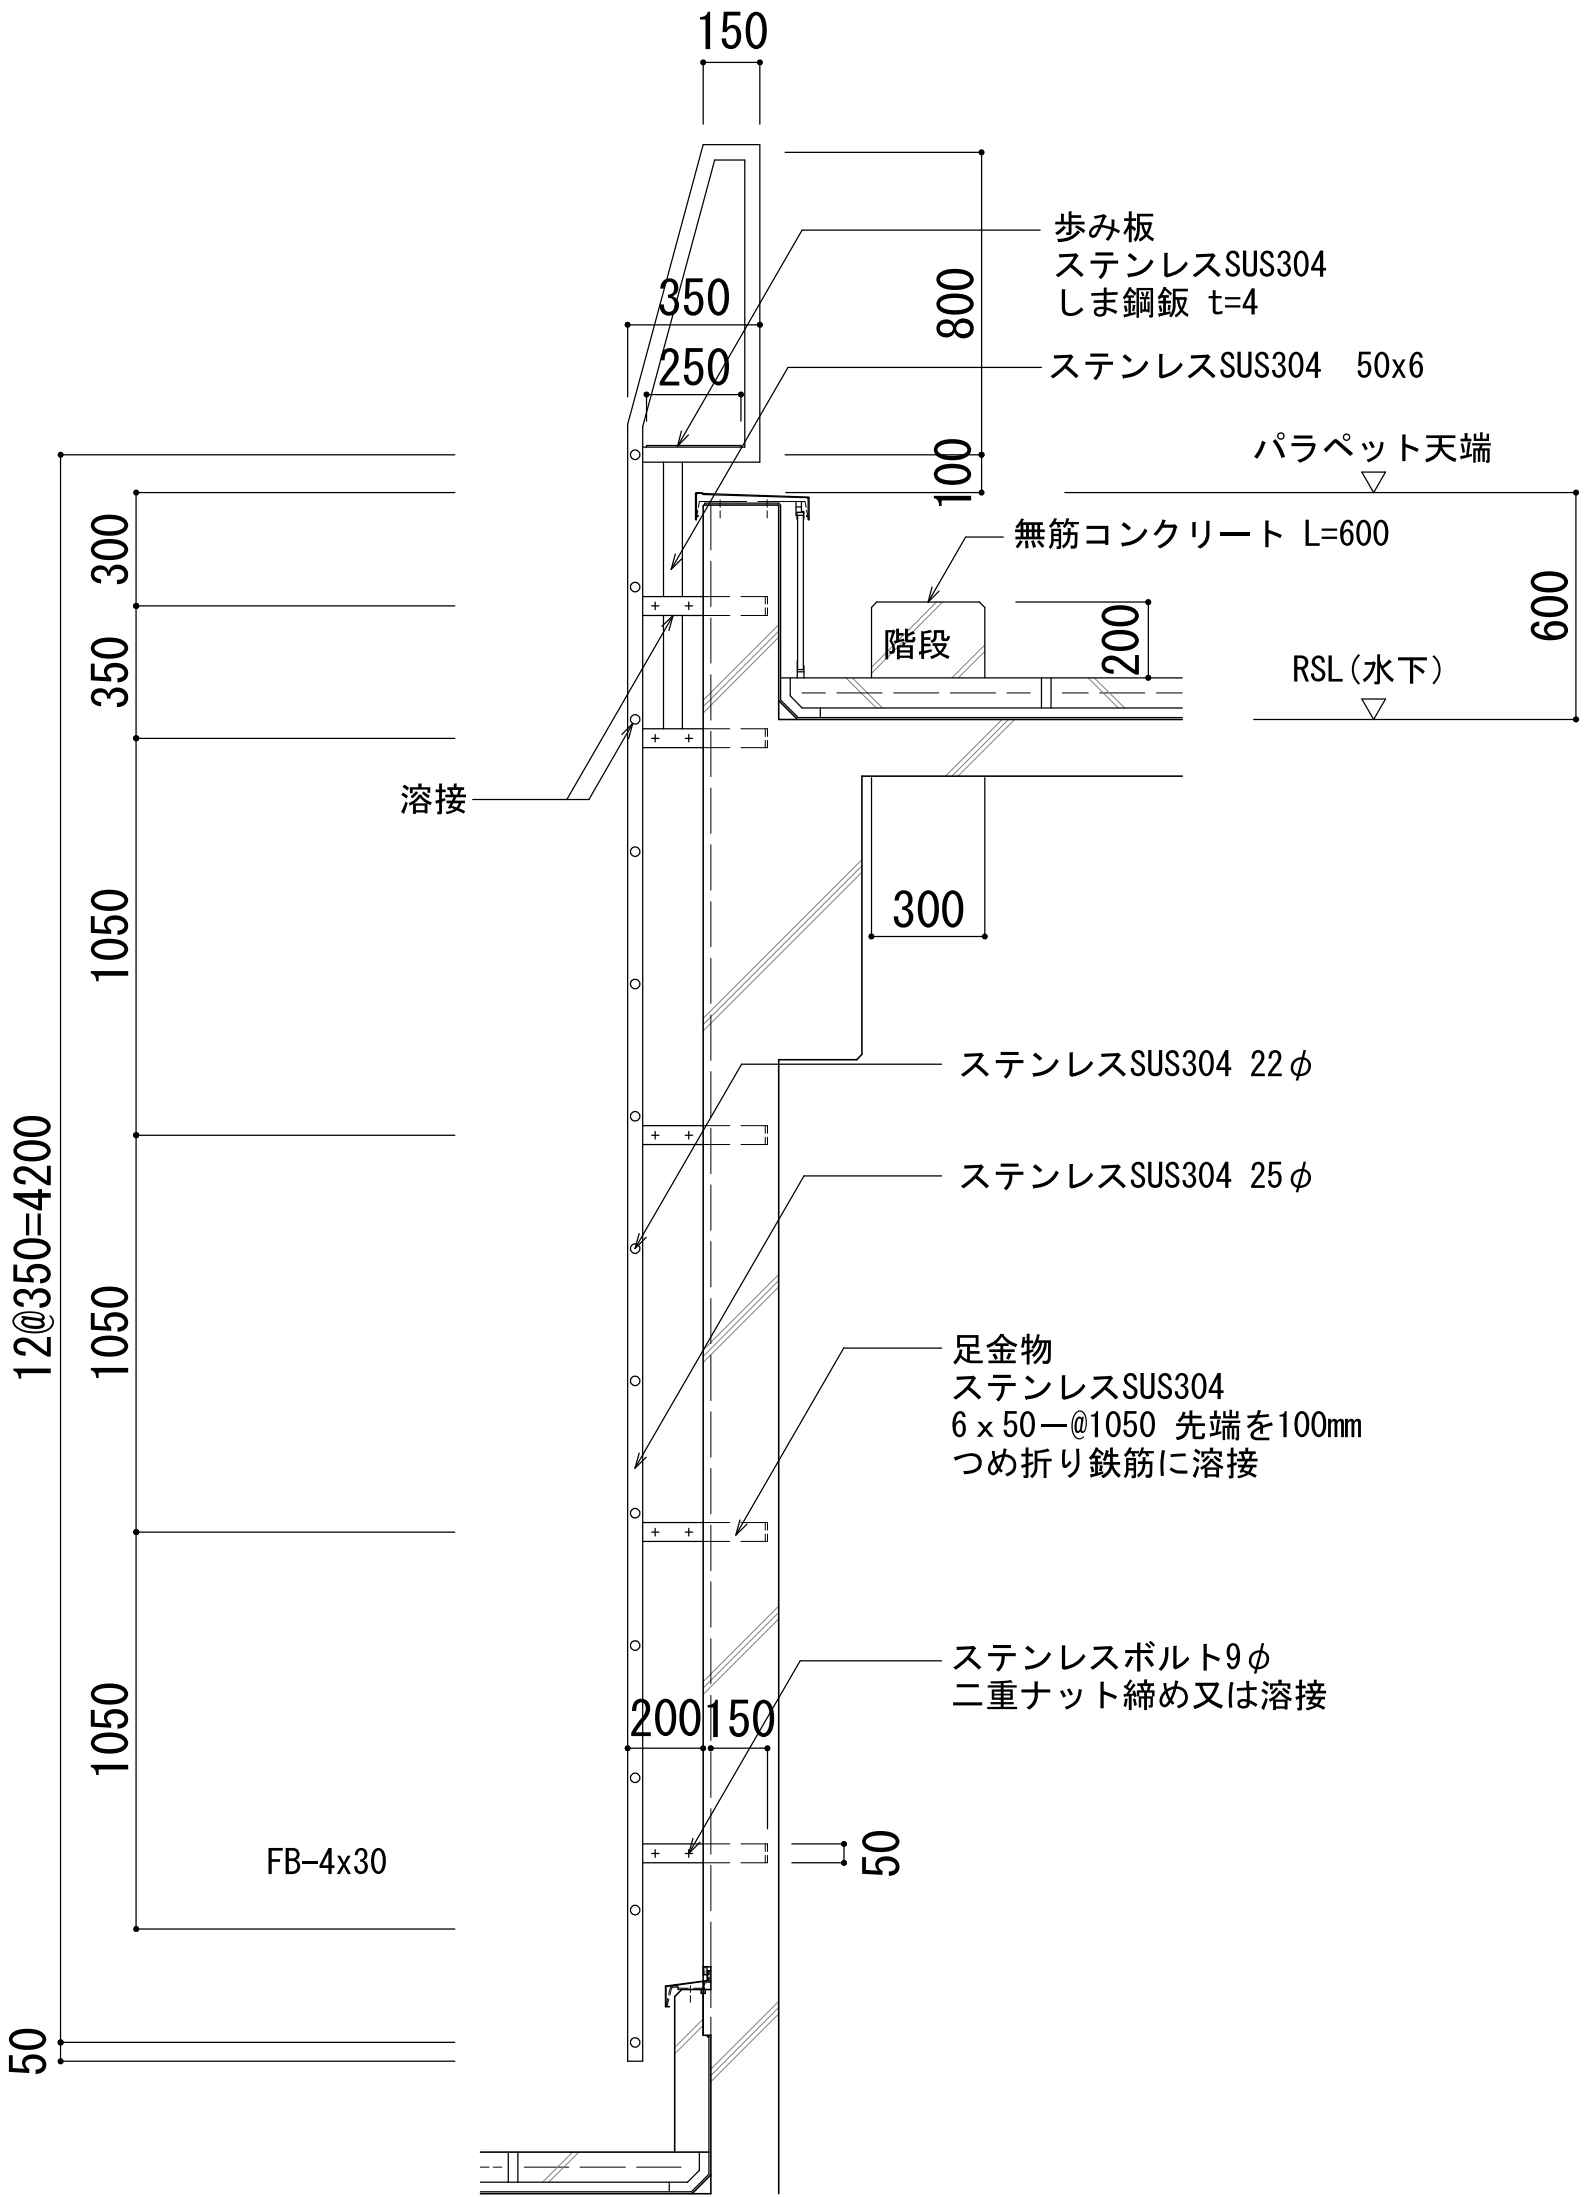 150
歩み板
ステンレスSUS304
しま鋼鈑 t=4
350
800
250
ステンレスSUS304　50x6
100
パラペット天端
無筋コンクリート L=600
300
600
階段
200
350
RSL(水下)
溶接
1050
300
ステンレスSUS304 22φ
ステンレスSUS304 25φ
12@350=4200
1050
足金物
ステンレスSUS304
6ｘ50ー@1050 先端を100mm
つめ折り鉄筋に溶接
ステンレスボルト9φ
二重ナット締め又は溶接
1050
200
150
FB-4x30
50
50